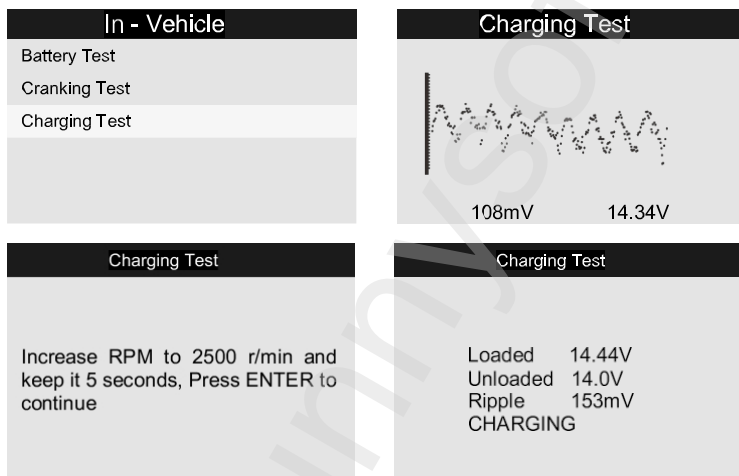 In - Vehicle
Battery Test
Cranking Test
Charging Test
Charging Test
108mV 14.34V
Charging Test
Increase RPM to 2500 r/min and
keep it 5 seconds, Press ENTER to
continue
Charging Test
Loaded 14.44V
Unloaded 14.0V
Ripple 153mV
CHARGING